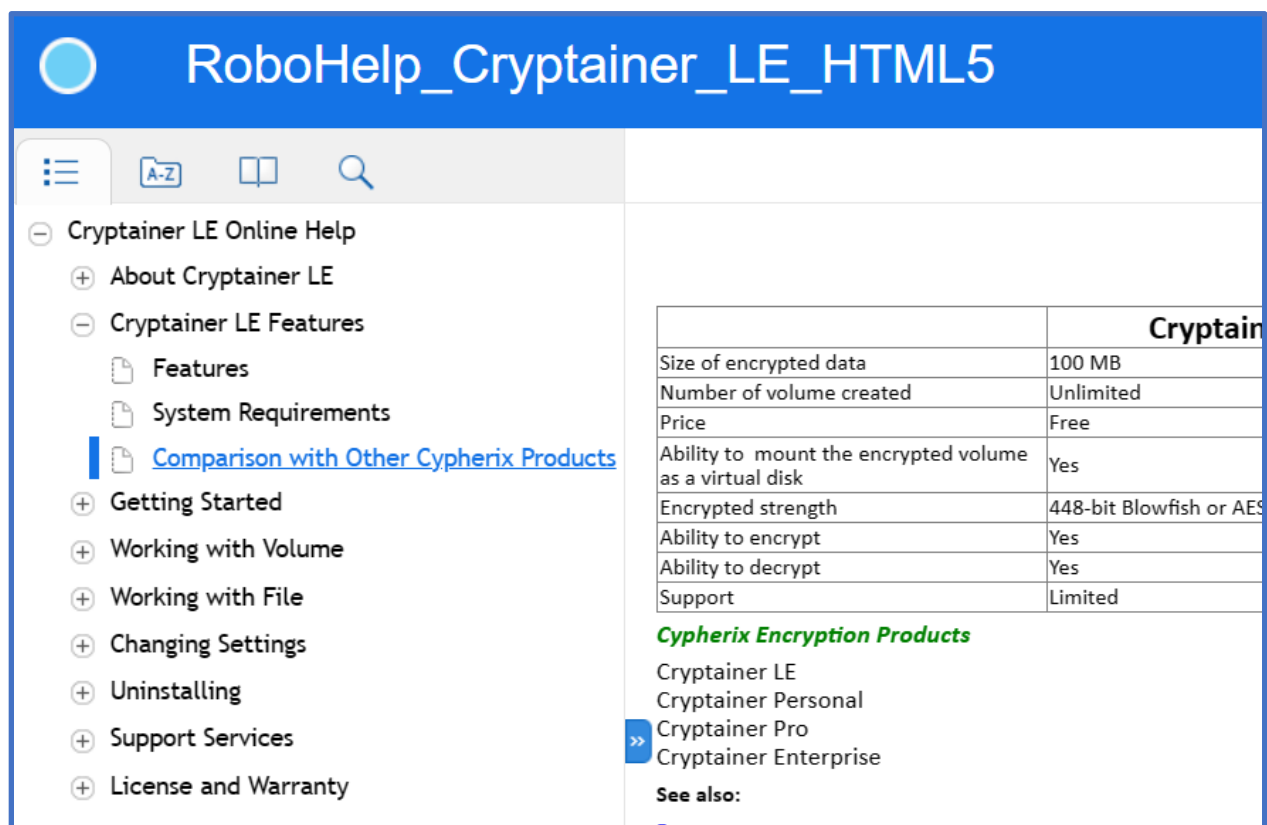 RoboHelp_Cryptainer_LE_HTML5
A-Z
Cryptainer LE Online Help
About Cryptainer LE
Cryptainer LE Features
Features
System Requirements
Comparison with Other Cypherix Products
Getting Started
Working with Volume
Working with File
Changing Settings
Uninstalling
Support Services
License and Warranty
Cryptain
Size of encrypted data 100 MB
Number of volume created Unlimited
Price Free
Ability to mount the encrypted volume
as a virtual disk Yes
Encrypted strength 448-bit Blowfish or AES
Ability to encrypt Yes
Ability to decrypt Yes
Support Limited
Cypherix Encryption Products
Cryptainer LE
Cryptainer Personal
Cryptainer Pro
Cryptainer Enterprise
See also: